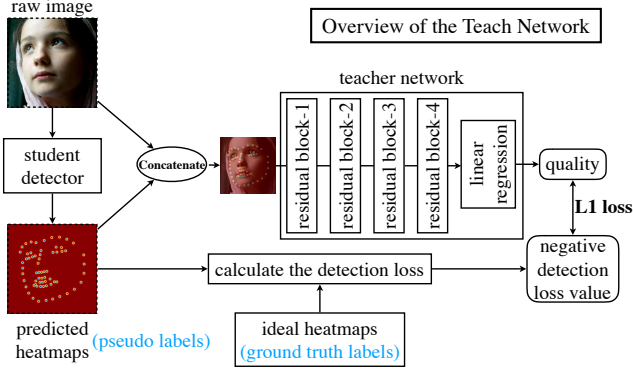 raw image
Overview of the Teach Network
teacher network
student
detector
Concatenate
residual block-1
residual block-2
residual block-3
residual block-4
linear
regression
quality
L1 loss
calculate the detection loss
negative
detection
loss value
predicted
heatmaps
(pseudo labels)
ideal heatmaps
(ground truth labels)